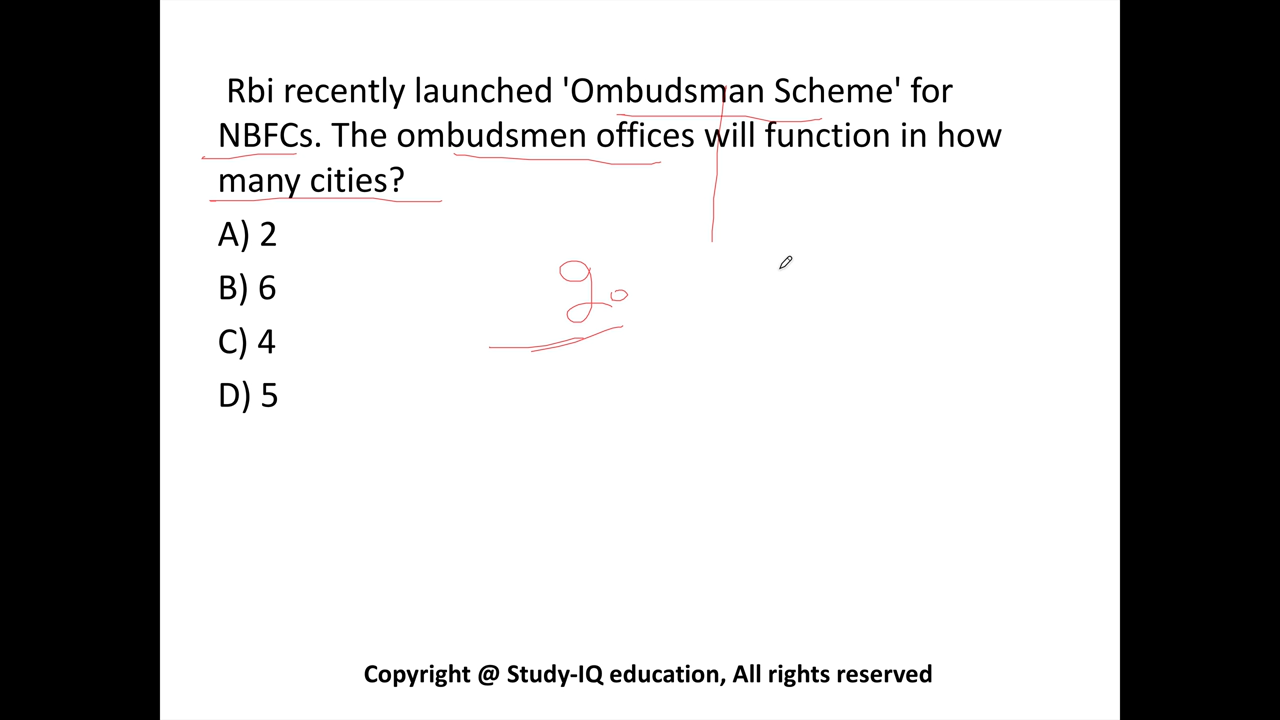 Rbi recently launched 'Ombudsman Scheme' for
NBFCs. The ombudsmen offices will function in how
many cities?
A) 2
B) 6
C) 4
D) 5
Copyright @ Study-IQ education, All rights reserved